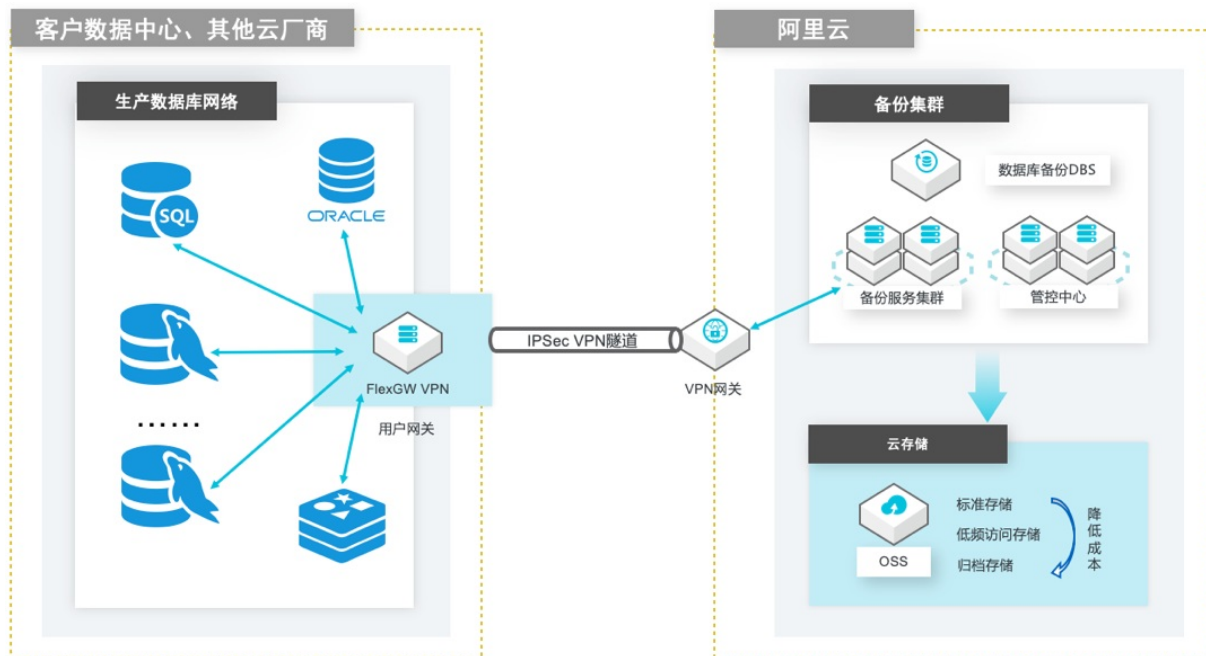 客户数据中心、其他云厂商
生产数据库网络
SQL
ORACLE
FlexGW VPN
用户网关
......
IPSec VPN隧道
VPN网关
阿里云
备份集群
数据库备份DBS
备份服务集群
管控中心
云存储
OSS
标准存储
低频访问存储
归档存储
降低成本